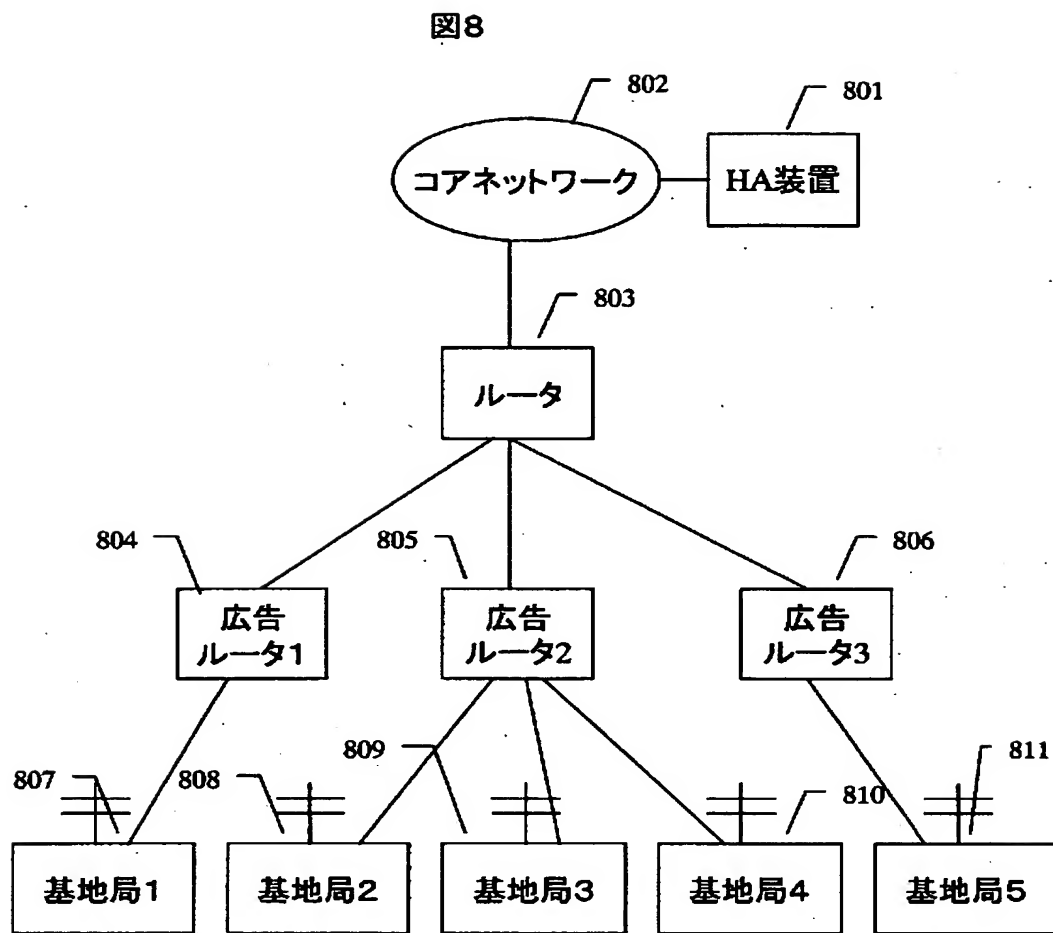 図8
802
801
コアネットワーク
HA装置
803
ルータ
804
805
806
広告
ルータ1
広告
ルータ2
広告
ルータ3
807
808
809
810
811
基地局1
基地局2
基地局3
基地局4
基地局5